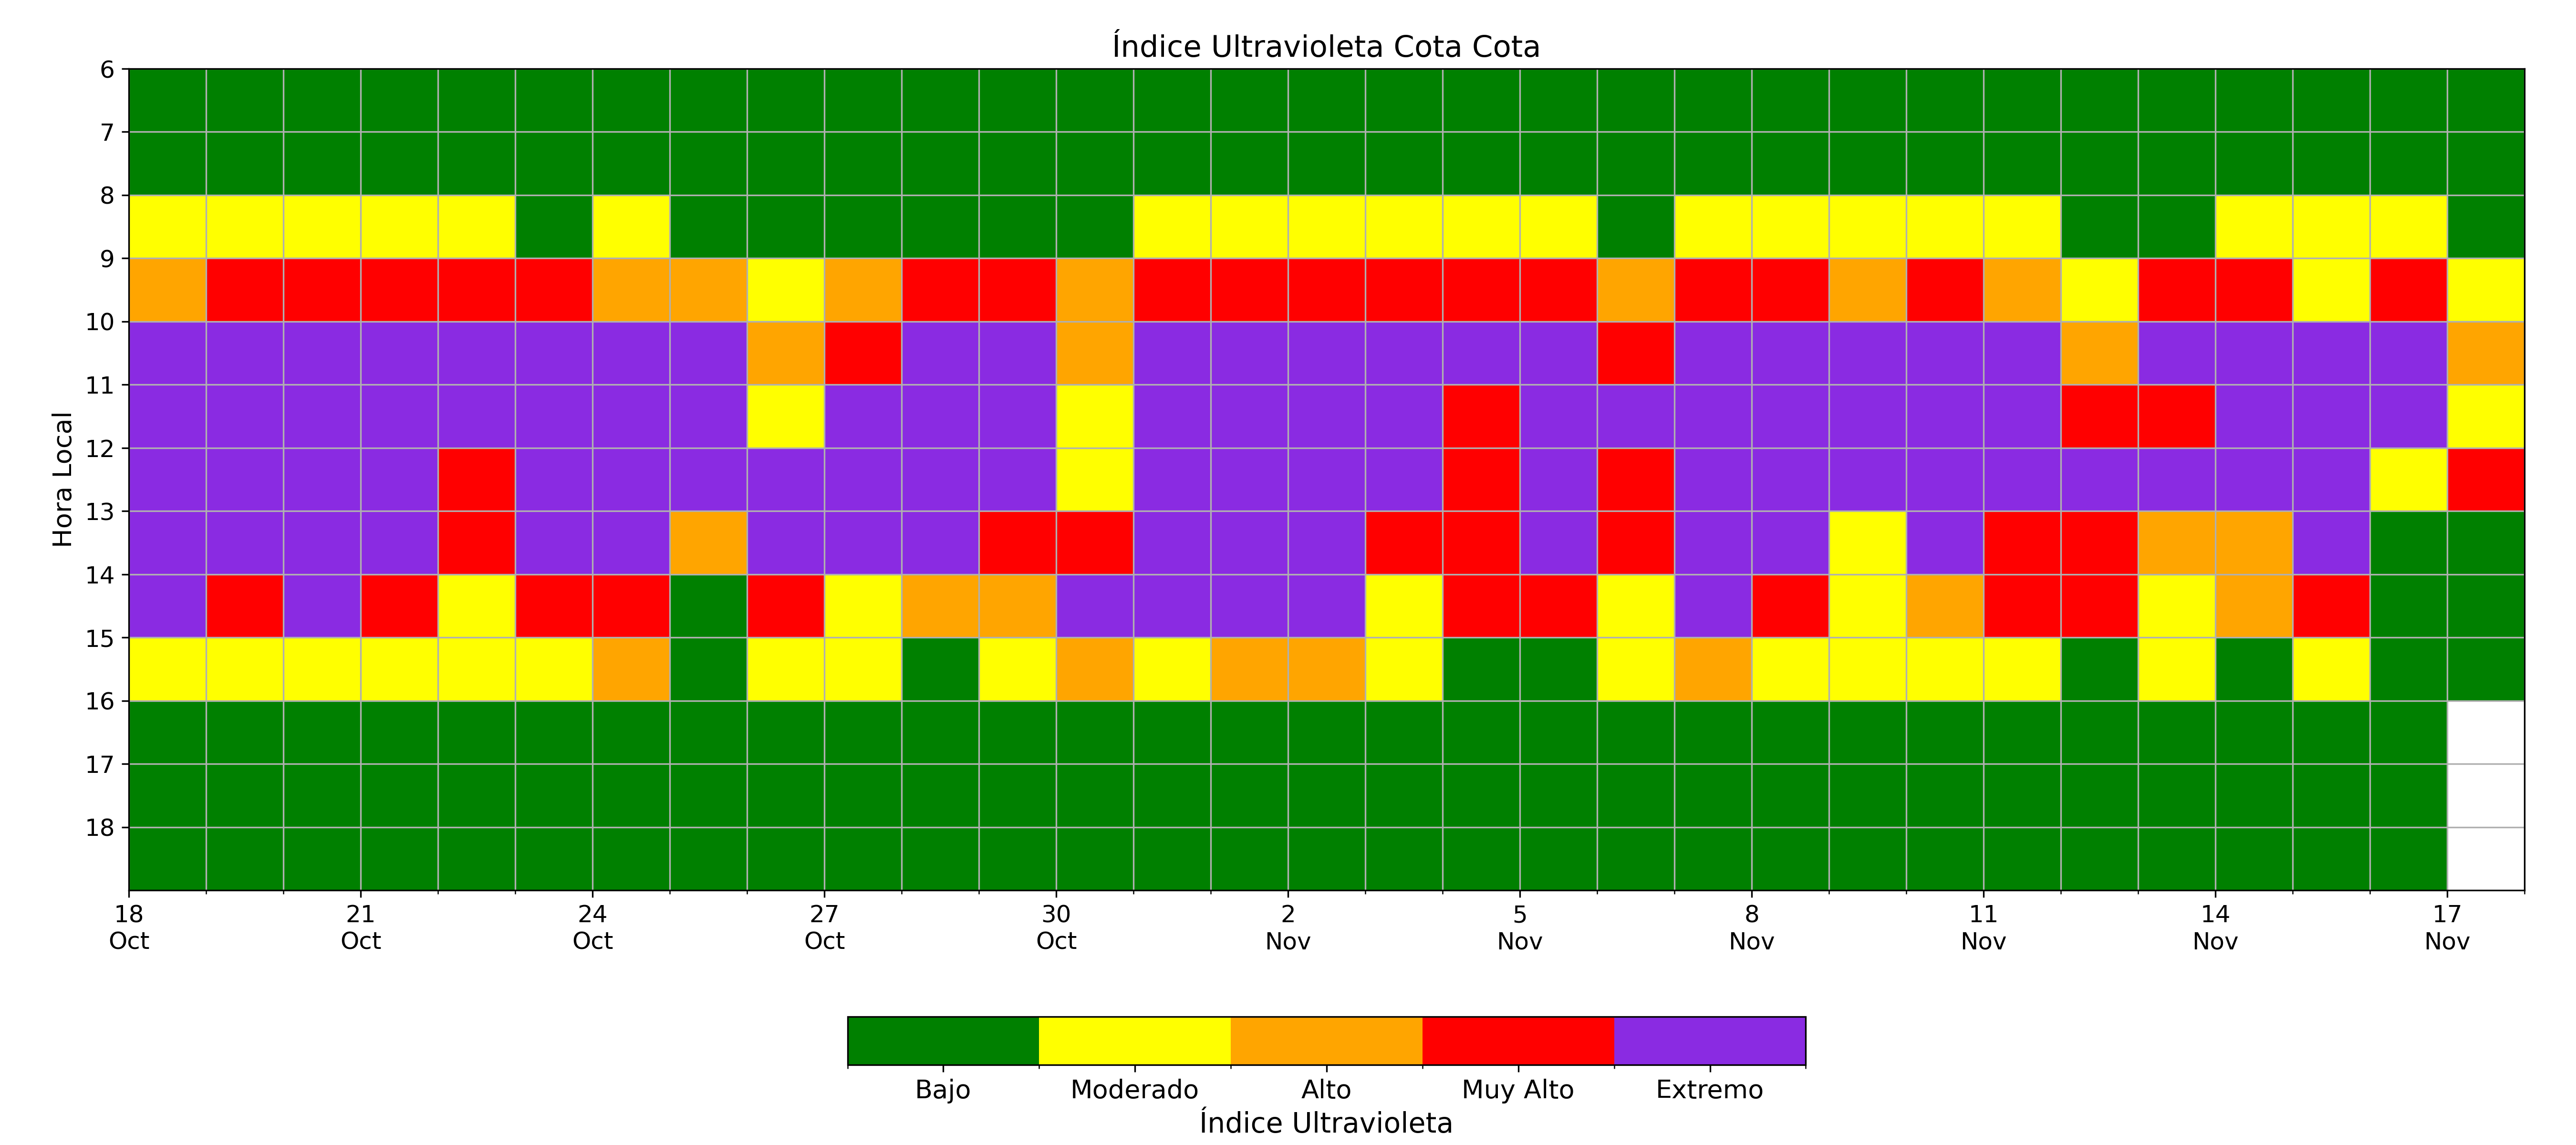 Índice Ultravioleta Cota Cota
Hora Local
6
7
8
9
10
11
12
13
14
15
16
17
18
18 21 24 27 30 2 5 8 11 14 117
Oct Oct Oct Oct Oct Nov Nov Nov Nov Nov Nov
Bajo Moderado Alto Muy Alto Extremo
Índice Ultravioleta